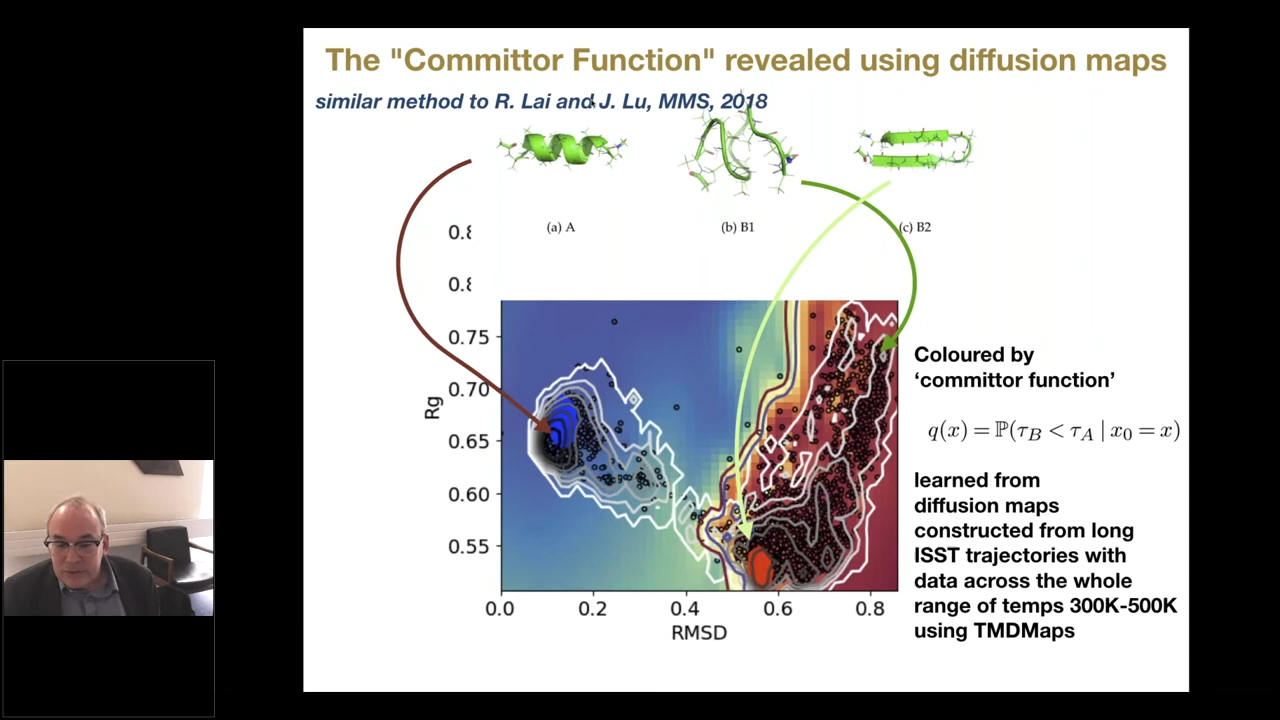 The "Committor Function" revealed using diffusion maps
similar method to R. Lai and J. Lu, MMS, 2018
(a) A
(b) B1
(c) B2
0.8
0.8
0.75
0.70
0.65
0.60
0.55
Rg
0.0 0.2 0.4 0.6 0.8
RMSD
Coloured by
‘committor function’
q(x) = ℙ(τ_B < τ_A | x_0 = x)
learned from
diffusion maps
constructed from long
ISST trajectories with
data across the whole
range of temps 300K-500K
using TMDMaps